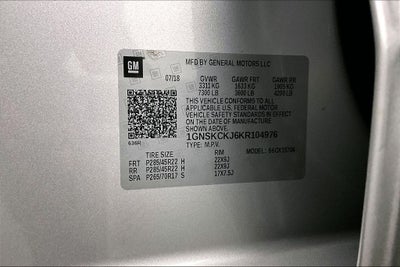 GM
MFD BY GENERAL MOTORS LLC
07/18 GVWR GAWR FRT GAWR RR
3311 KG 1633 KG 1905 KG
7300 LB 3600 LB 4200 LB
THIS VEHICLE CONFORMS TO ALL
APPLICABLE U.S. FEDERAL MOTOR
VEHICLE SAFETY STANDARDS IN EFFECT ON THE
DATE OF MANUFACTURE SHOWN ABOVE.
1GNSKCKJ6KR104976
TYPE: M.P.V. MODEL:
TIRE SIZE RIM
FRT P285/45R22 H 22X9J
RR P285/45R22 H 22X9J
SPA P265/70R17 S 17X7.5J